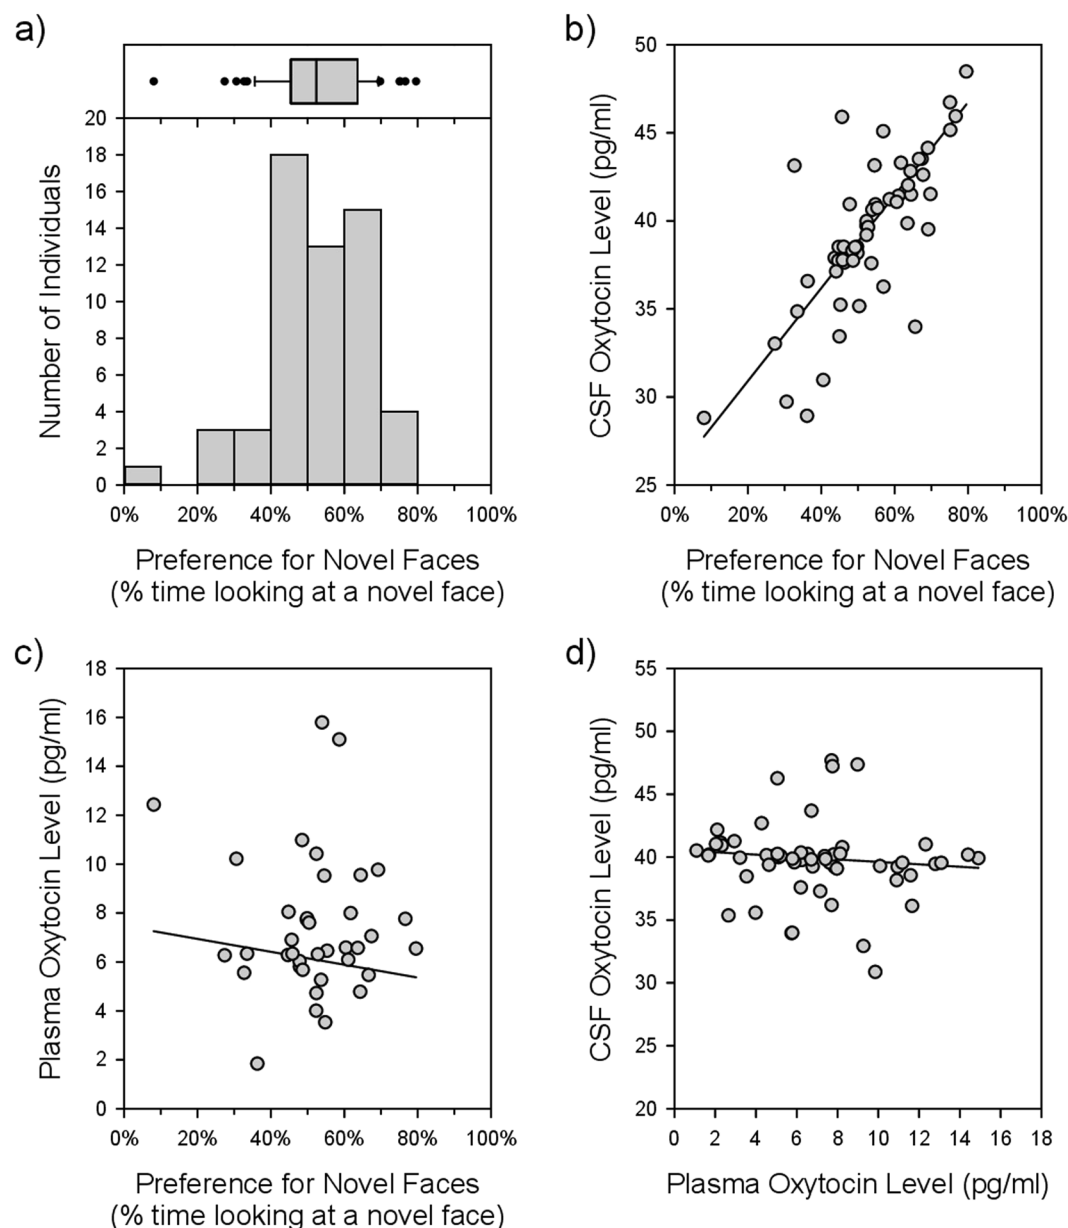 a)
20
18
16
14
12
10
8
6
4
2
0
Number of Individuals
0% 20% 40% 60% 80% 100%
Preference for Novel Faces
(% time looking at a novel face)
b)
50
45
40
35
30
25
CSF Oxytocin Level (pg/ml)
0% 20% 40% 60% 80% 100%
Preference for Novel Faces
(% time looking at a novel face)
c)
18
16
14
12
10
8
6
4
2
0
Plasma Oxytocin Level (pg/ml)
0% 20% 40% 60% 80% 100%
Preference for Novel Faces
(% time looking at a novel face)
d)
55
50
45
40
35
30
25
20
CSF Oxytocin Level (pg/ml)
0 2 4 6 8 10 12 14 16 18
Plasma Oxytocin Level (pg/ml)